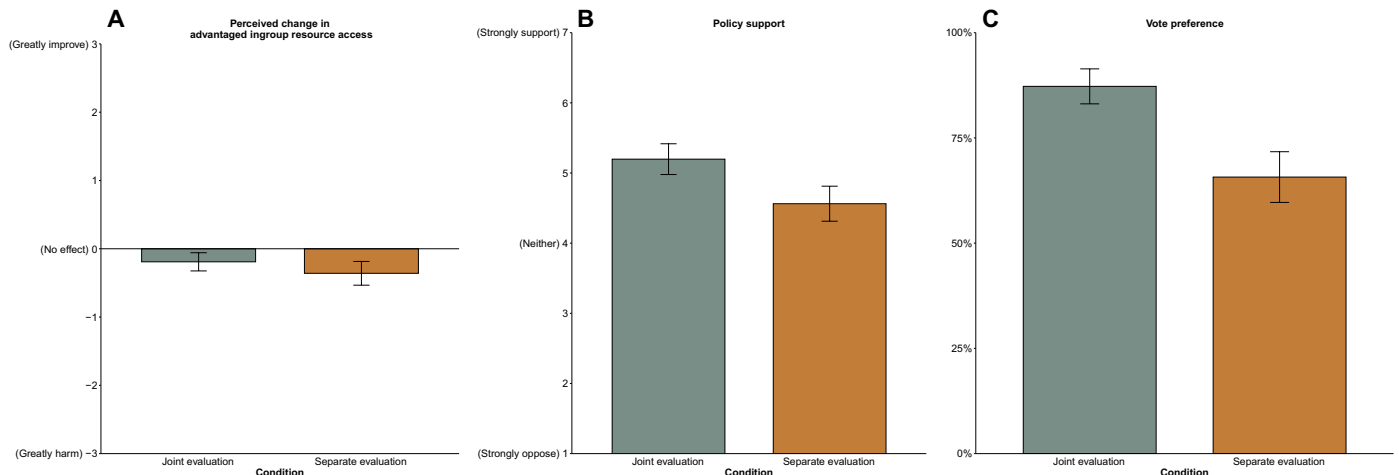 A
Perceived change in
advantaged ingroup resource access
(Greatly improve) 3
2
1
(No effect) 0
−1
−2
(Greatly harm) −3
Joint evaluation
Separate evaluation
Condition
B
Policy support
(Strongly support) 7
6
5
(Neither) 4
3
2
(Strongly oppose) 1
Joint evaluation
Separate evaluation
Condition
C
Vote preference
100%
75%
50%
25%
0%
Joint evaluation
Separate evaluation
Condition